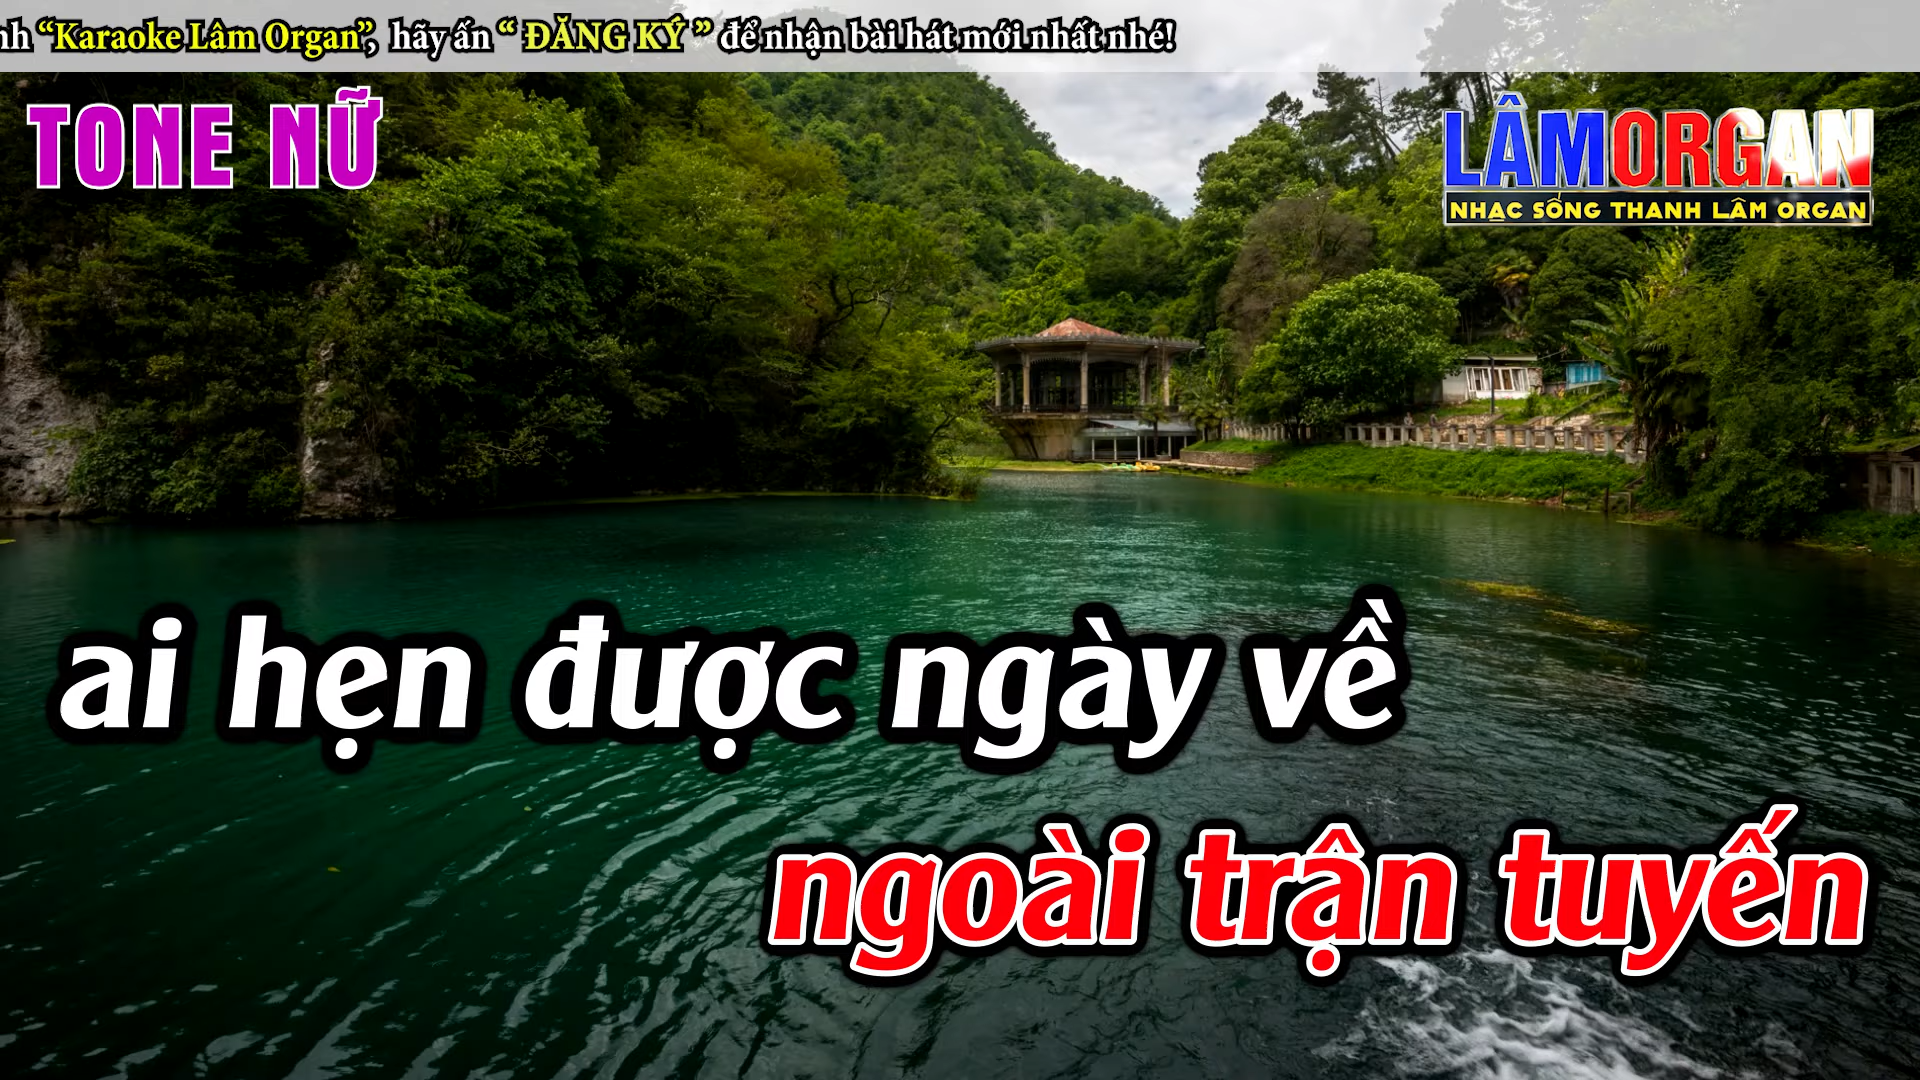 “Karaoke Lâm Organ”, hãy ấn “ ĐĂNG KÝ ” để nhận bài hát mới nhất nhé!
TONE NỮ
LÂMORGAN
NHẠC SỐNG THANH LÂM ORGAN
ai hẹn được ngày về
ngoài trận tuyến